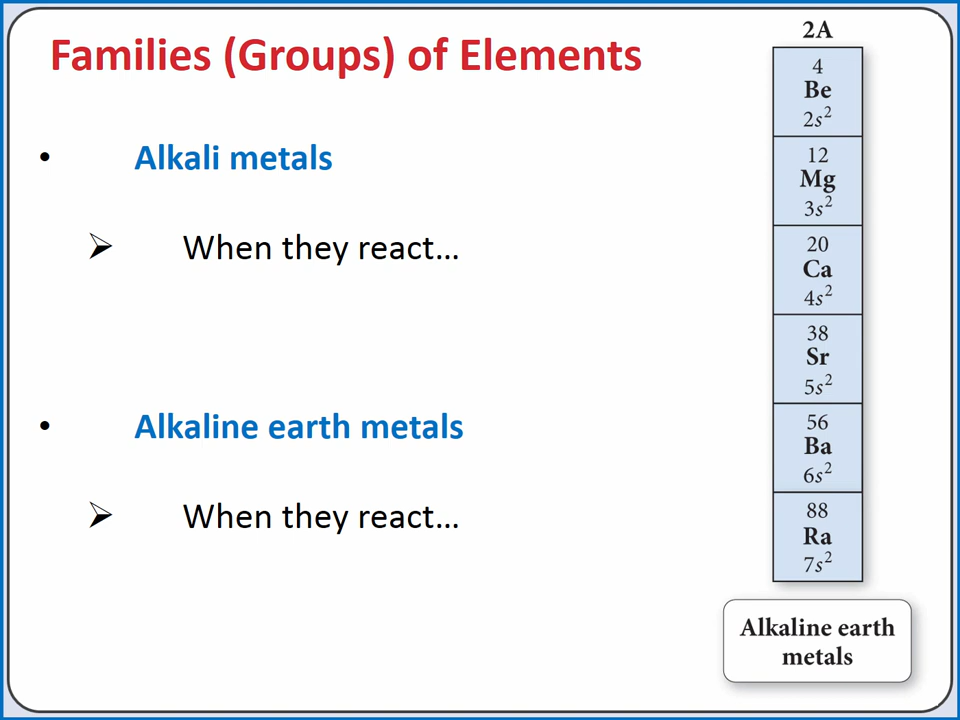 Families (Groups) of Elements
• Alkali metals
➢ When they react…
• Alkaline earth metals
➢ When they react…
2A
4
Be
2s²
12
Mg
3s²
20
Ca
4s²
38
Sr
5s²
56
Ba
6s²
88
Ra
7s²
Alkaline earth
metals